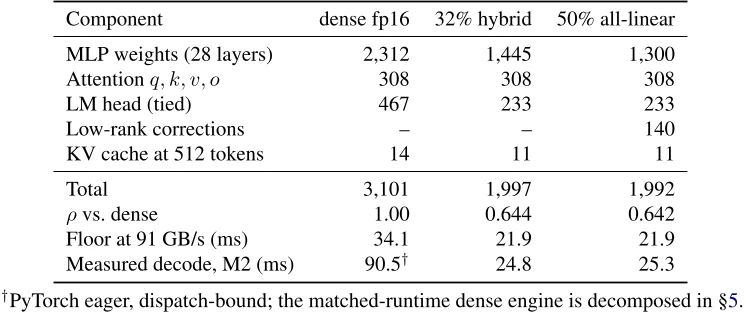 Component dense fp16 32% hybrid 50% all-linear
MLP weights (28 layers) 2,312 1,445 1,300
Attention q, k, v, o 308 308 308
LM head (tied) 467 233 233
Low-rank corrections – – 140
KV cache at 512 tokens 14 11 11
Total 3,101 1,997 1,992
ρ vs. dense 1.00 0.644 0.642
Floor at 91 GB/s (ms) 34.1 21.9 21.9
Measured decode, M2 (ms) 90.5† 24.8 25.3
†PyTorch eager, dispatch-bound; the matched-runtime dense engine is decomposed in §5.